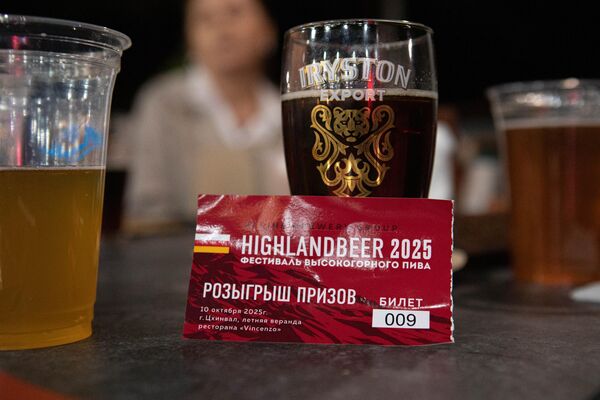 IRYSTON
EXPORT
GROUP
HIGHLANDBEER 2025
ФЕСТИВАЛЬ ВЫСОКОГОРНОГО ПИВА
РОЗЫГРЫШ ПРИЗОВ
БИЛЕТ
009
10 октября 2025г.
г. Цхинвал, летняя веранда
ресторана «Vincenzo»